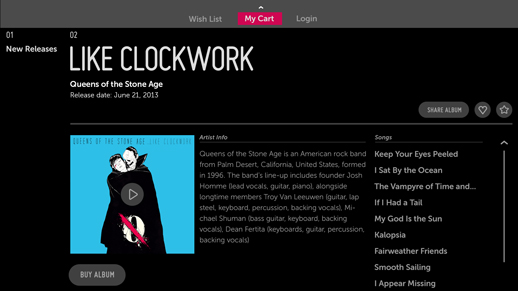 Wish List My Cart Login
01
New Releases
02
LIKE CLOCKWORK
Queens of the Stone Age
Release date: June 21, 2013
SHARE ALBUM
QUEENS OF THE STONE AGE ...LIKE CLOCKWORK
Artist Info
Queens of the Stone Age is an American rock band
from Palm Desert, California, United States, formed
in 1996. The band's line-up includes founder Josh
Homme (lead vocals, guitar, piano), alongside
longtime members Troy Van Leeuwen (guitar, lap
steel, keyboard, percussion, backing vocals), Mi-
chael Shuman (bass guitar, keyboard, backing
vocals), Dean Fertita (keyboards, guitar, percussion,
backing vocals)
Songs
Keep Your Eyes Peeled
I Sat By the Ocean
The Vampyre of Time and...
If I Had a Tail
My God Is the Sun
Kalopsia
Fairweather Friends
Smooth Sailing
I Appear Missing
BUY ALBUM